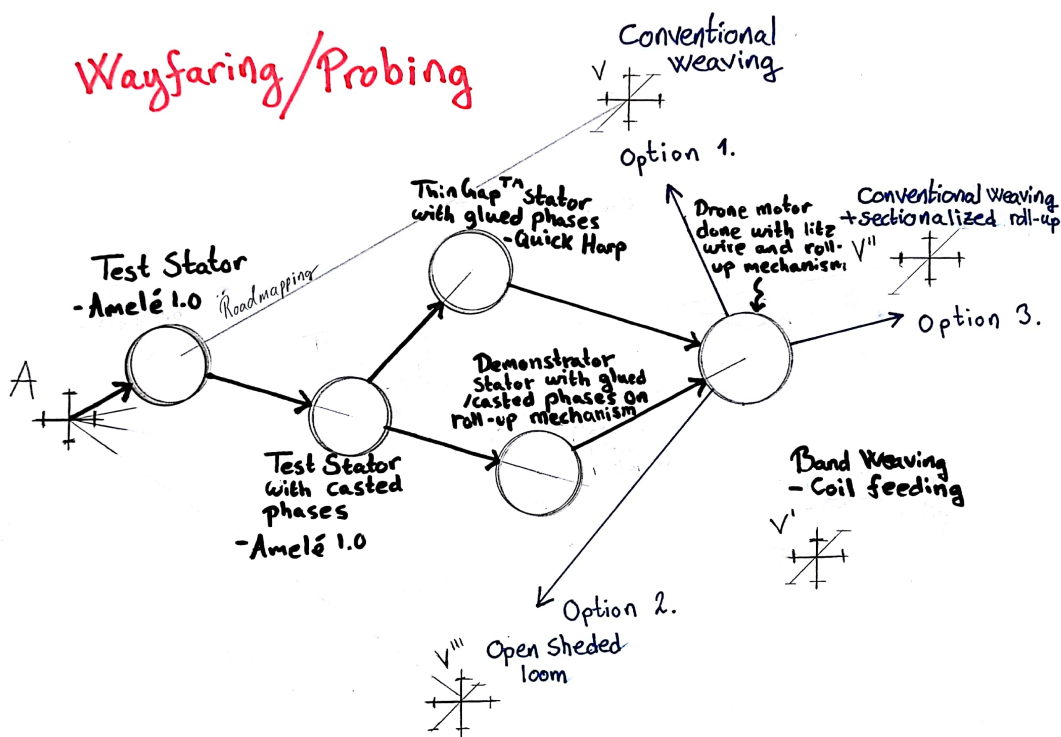 Wayfaring/Probing
Conventional
weaving
V
Option 1.
ThinGap™ Stator
with glued phases
-Quick Harp
Drone motor
done with litz
wire and roll-
up mechanism.
Conventional weaving
+sectionalized roll-up
V''
Option 3.
Test Stator
-Amelé 1.0
"Roadmapping"
A
Demonstrator
Stator with glued
/casted phases on
roll-up mechanism
Test Stator
with casted
phases
-Amelé 1.0
Band Weaving
- Coil feeding
V'
Option 2.
Open Sheded
loom
V'''